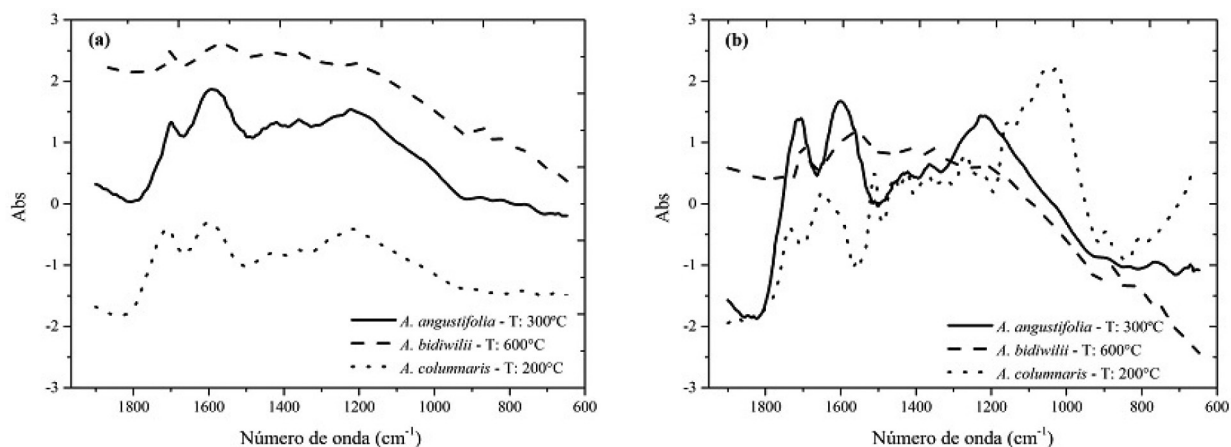 (a)
3
2
1
0
-1
-2
-3
Abs
A. angustifolia - T: 300ºC
A. bidiwilii - T: 600°C
A. columnaris - T: 200°C
1800 1600 1400 1200 1000 800 600
Número de onda (cm-1)
(b)
3
2
1
0
-1
-2
-3
Abs
A. angustifolia - T: 300ºC
A. bidiwilii - T: 600°C
A. columnaris - T: 200°C
1800 1600 1400 1200 1000 800 600
Número de onda (cm-1)